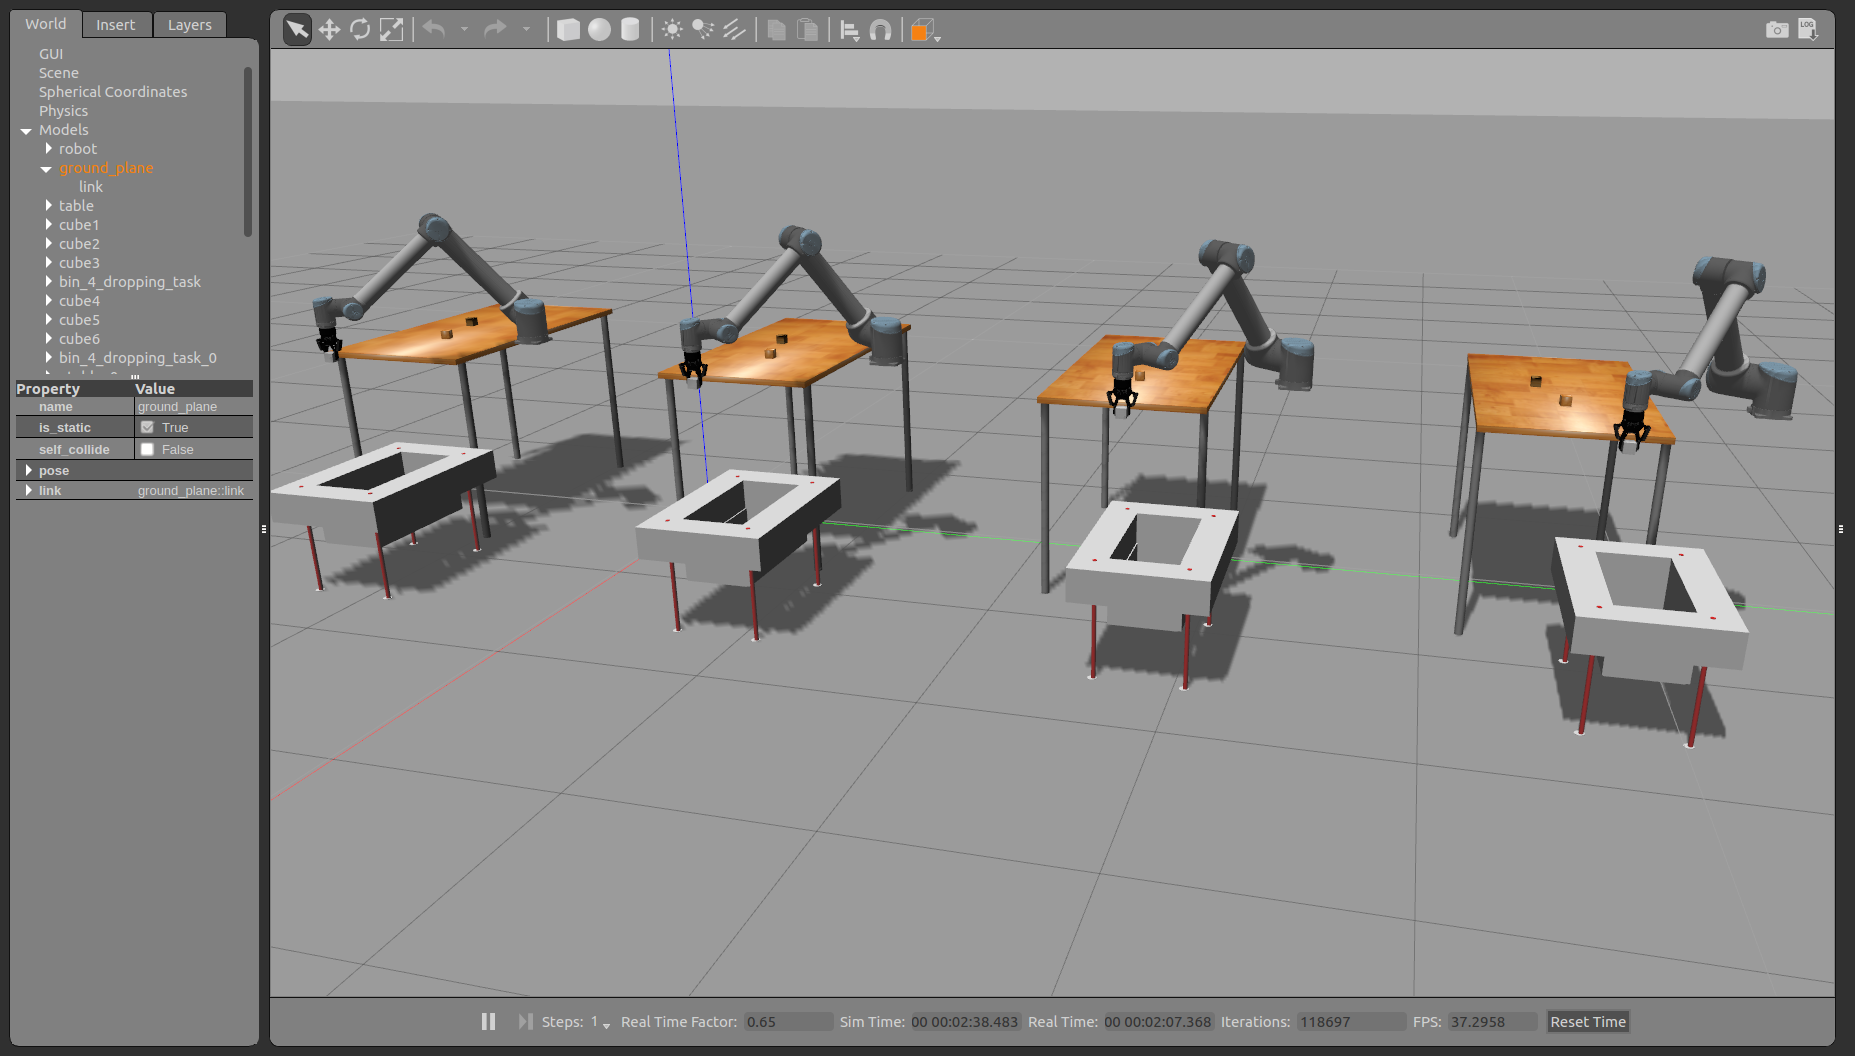 World Insert Layers
GUI
Scene
Spherical Coordinates
Physics
Models
robot
ground_plane
link
table
cube1
cube2
cube3
bin_4_dropping_task
cube4
cube5
cube6
bin_4_dropping_task_0
Property Value
name ground_plane
is_static True
self_collide False
pose
link ground_plane::link
LOG
Steps: 1 Real Time Factor: 0.65 Sim Time: 00 00:02:38.483 Real Time: 00 00:02:07.368 Iterations: 118697 FPS: 37.2958 Reset Time